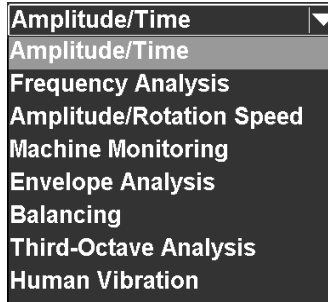 Amplitude/Time
Amplitude/Time
Frequency Analysis
Amplitude/Rotation Speed
Machine Monitoring
Envelope Analysis
Balancing
Third-Octave Analysis
Human Vibration